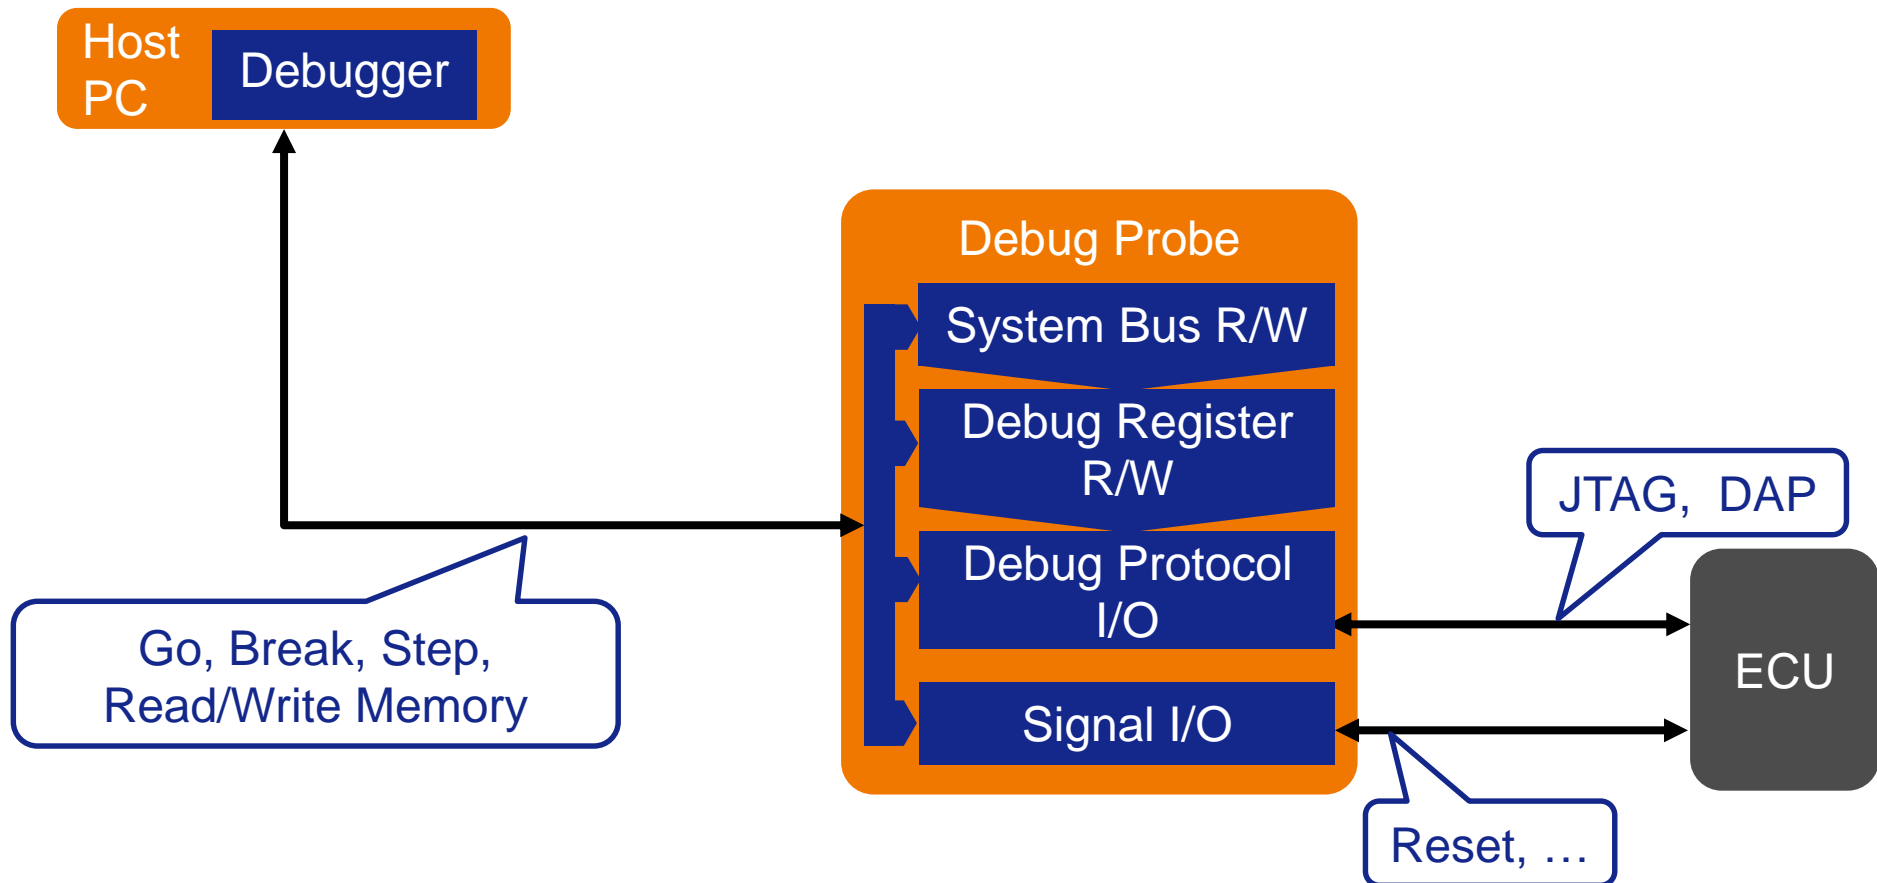 Host
PC
Debugger
Debug Probe
System Bus R/W
Debug Register
R/W
Debug Protocol
I/O
Signal I/O
JTAG,  DAP
ECU
Go, Break, Step,
Read/Write Memory
Reset, …